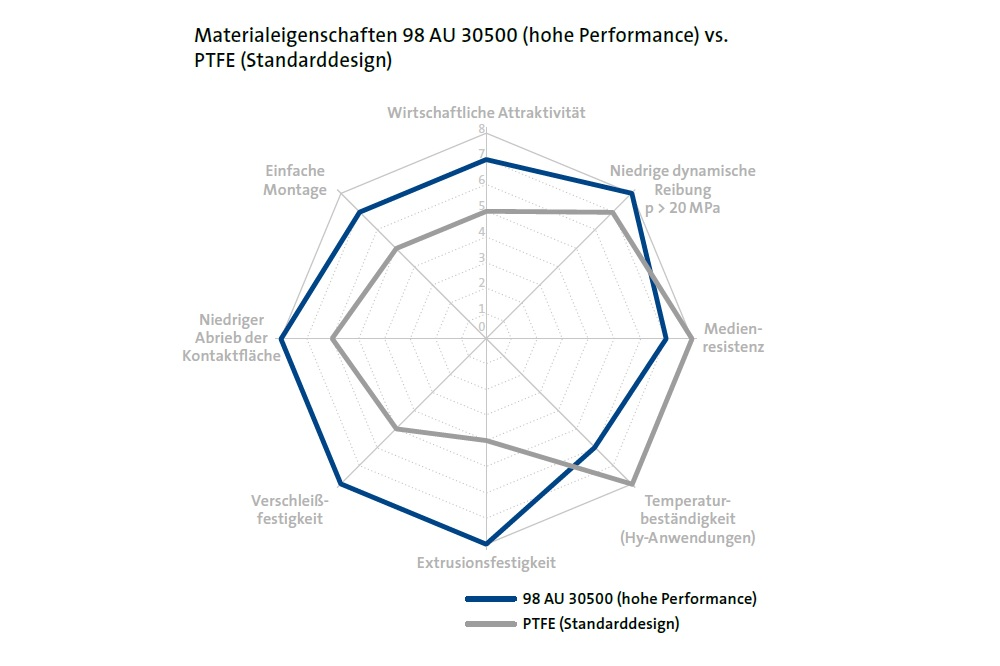 Materialeigenschaften 98 AU 30500 (hohe Performance) vs.
PTFE (Standarddesign)
Wirtschaftliche Attraktivität
8
7
6
5
4
3
2
1
0
Niedrige dynamische
Reibung
p > 20 MPa
Medien-
resistenz
Temperatur-
beständigkeit
(Hy-Anwendungen)
Extrusionsfestigkeit
Verschleiß-
festigkeit
Niedriger
Abrieb der
Kontaktfläche
Einfache
Montage
98 AU 30500 (hohe Performance)
PTFE (Standarddesign)